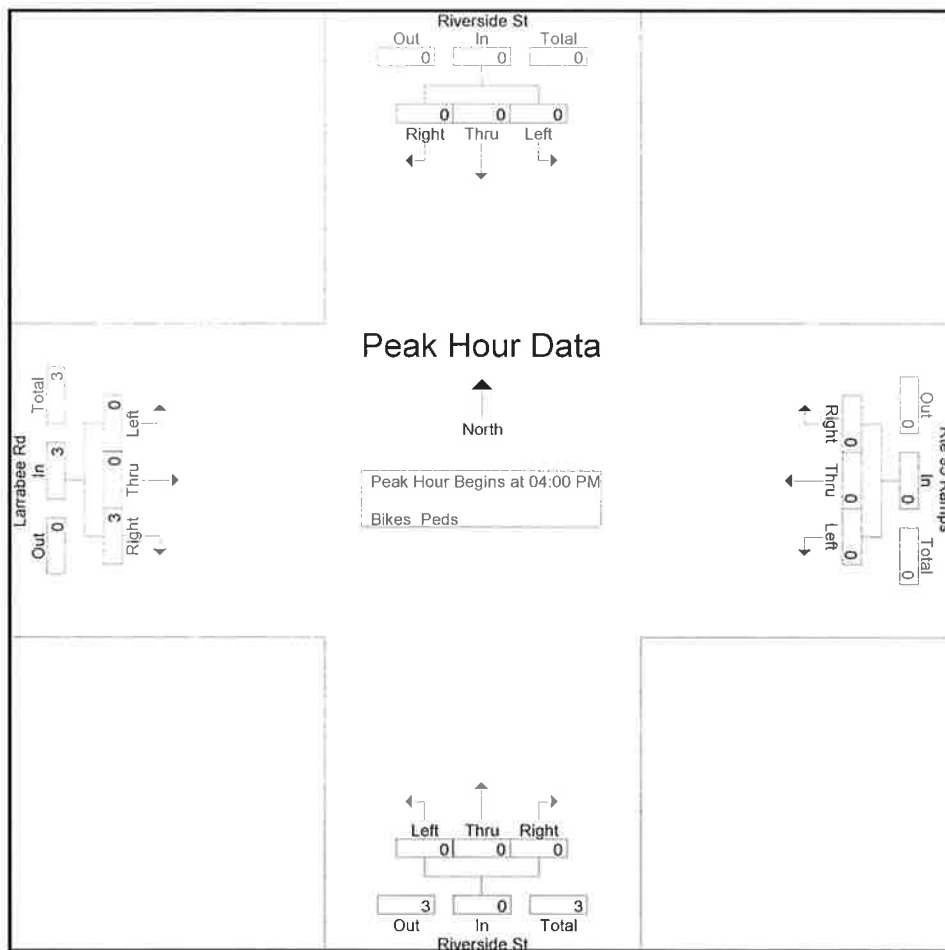 Riverside St
Out In Total
0 0 0
0 0 0
Right Thru Left
Peak Hour Data
North
Peak Hour Begins at 04:00 PM
Bikes Peds
Larrabee Rd
Out In Total
0 3 3
Right Thru Left
3 0 0
Right Thru Left
0 0 0
Out In Total
0 0 0
Ramps
Left Thru Right
0 0 0
3 0 3
Out In Total
Riverside St